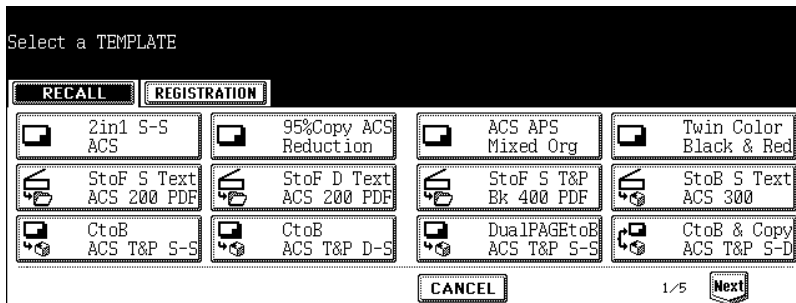 Select a TEMPLATE
RECALL REGISTRATION
2in1 S-S 95%Copy ACS ACS APS Twin Color
ACS Reduction Mixed Org Black & Red
StoF S Text StoF D Text StoF S T&P StoB S Text
ACS 200 PDF ACS 200 PDF Bk 400 PDF ACS 300
CtoB CtoB DualPAGEtoB CtoB & Copy
ACS T&P S-S ACS T&P D-S ACS T&P S-S ACS T&P S-D
CANCEL 1/5 Next